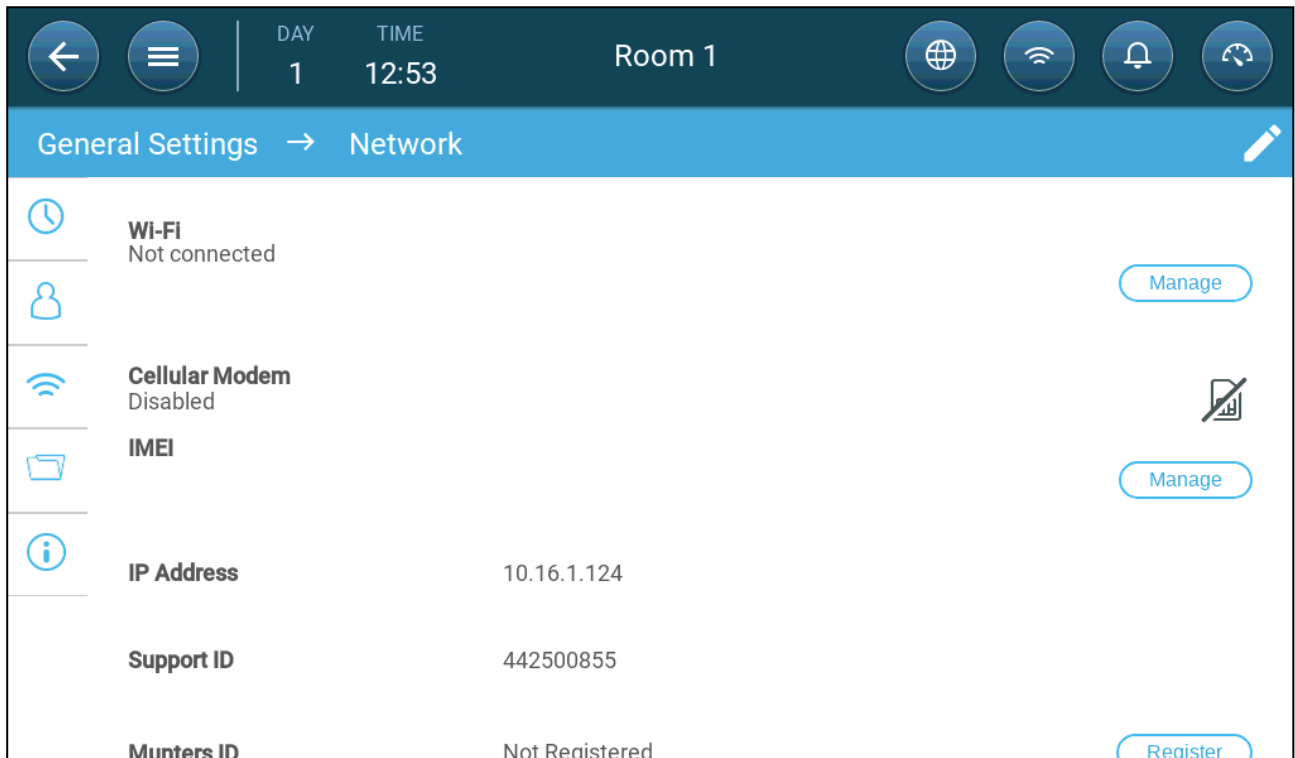 DAY TIME
1 12:53
Room 1
General Settings → Network
Wi-Fi
Not connected
Manage
Cellular Modem
Disabled
IMEI
Manage
IP Address 10.16.1.124
Support ID 442500855
Munters ID Not Registered Register